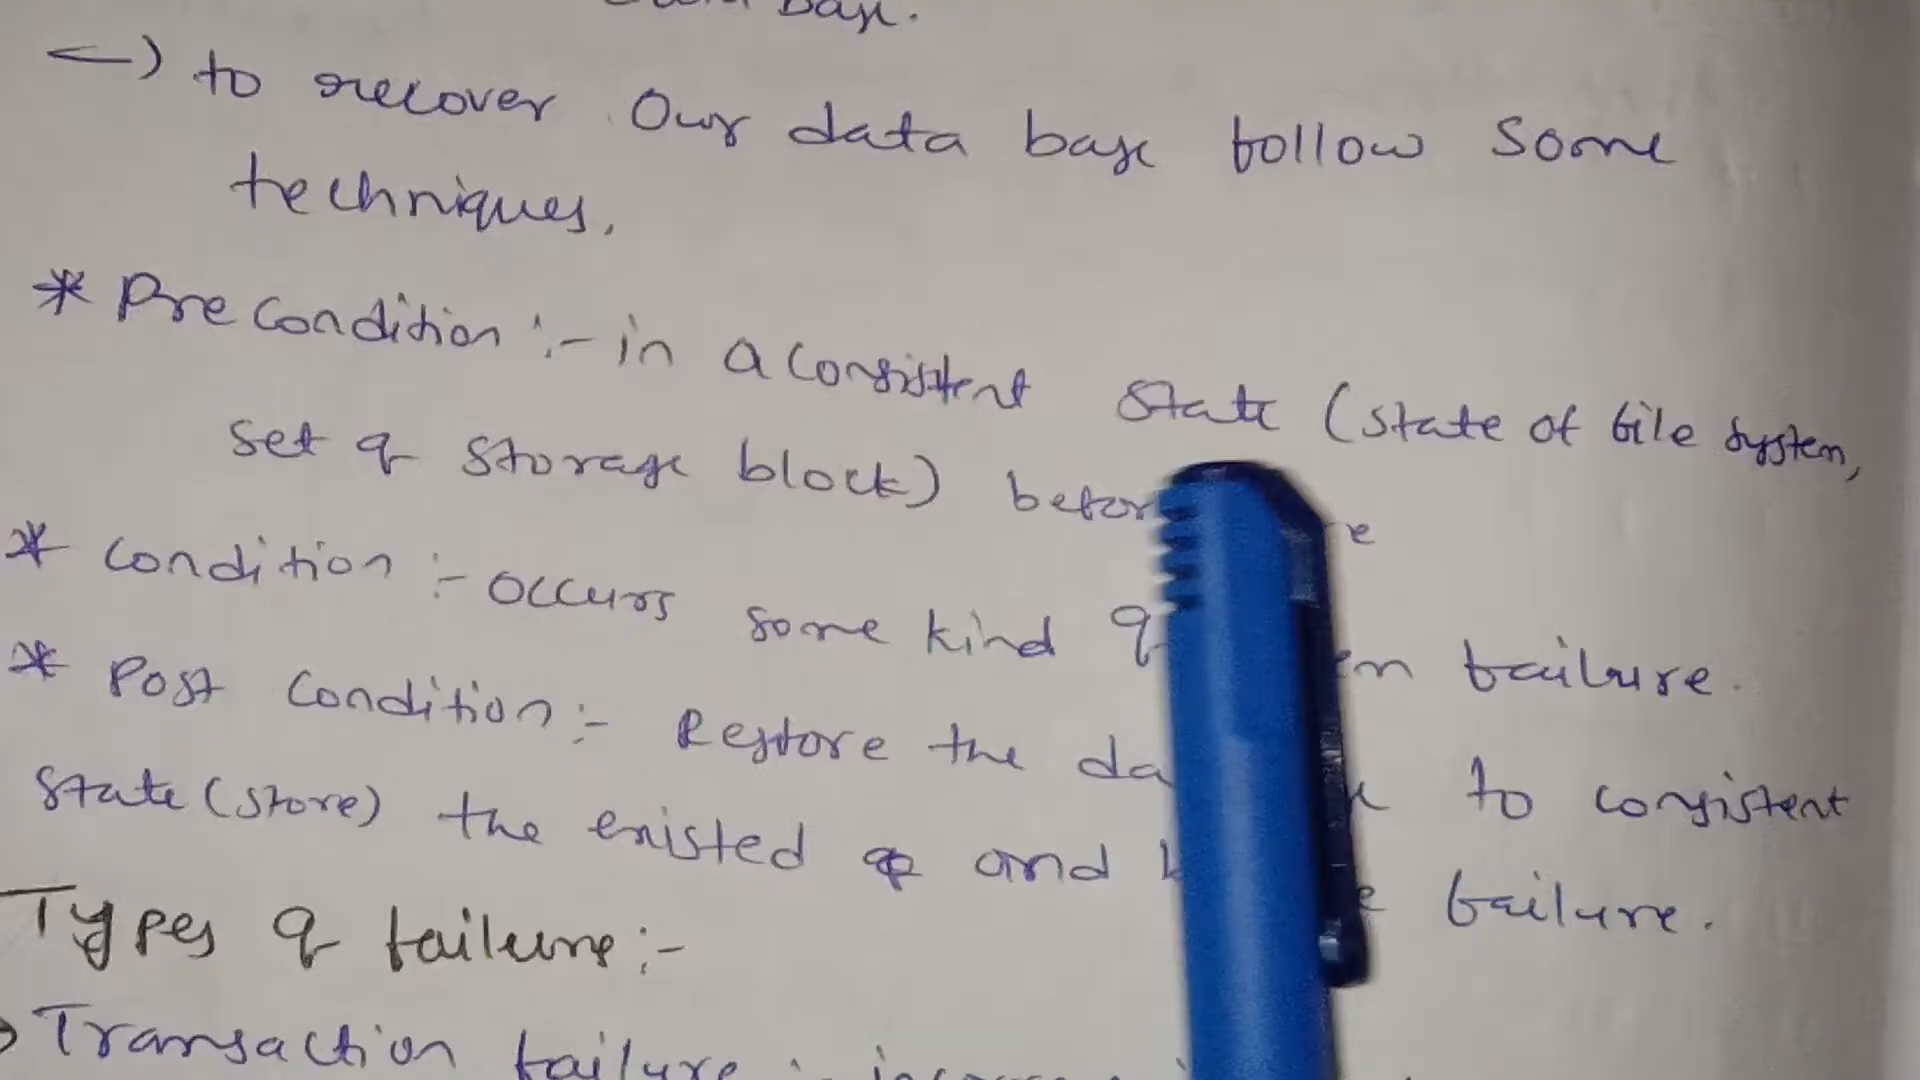 base.
to recover Our data base follow some
techniques.
* Pre Condition :- in a consistent state (state of file system,
set of storage block)
* Condition :- occurs some kind of failure.
* Post Condition :- Restore the to consistent
state (store) the existed and failure.
Types of failure :-
Transaction failure :